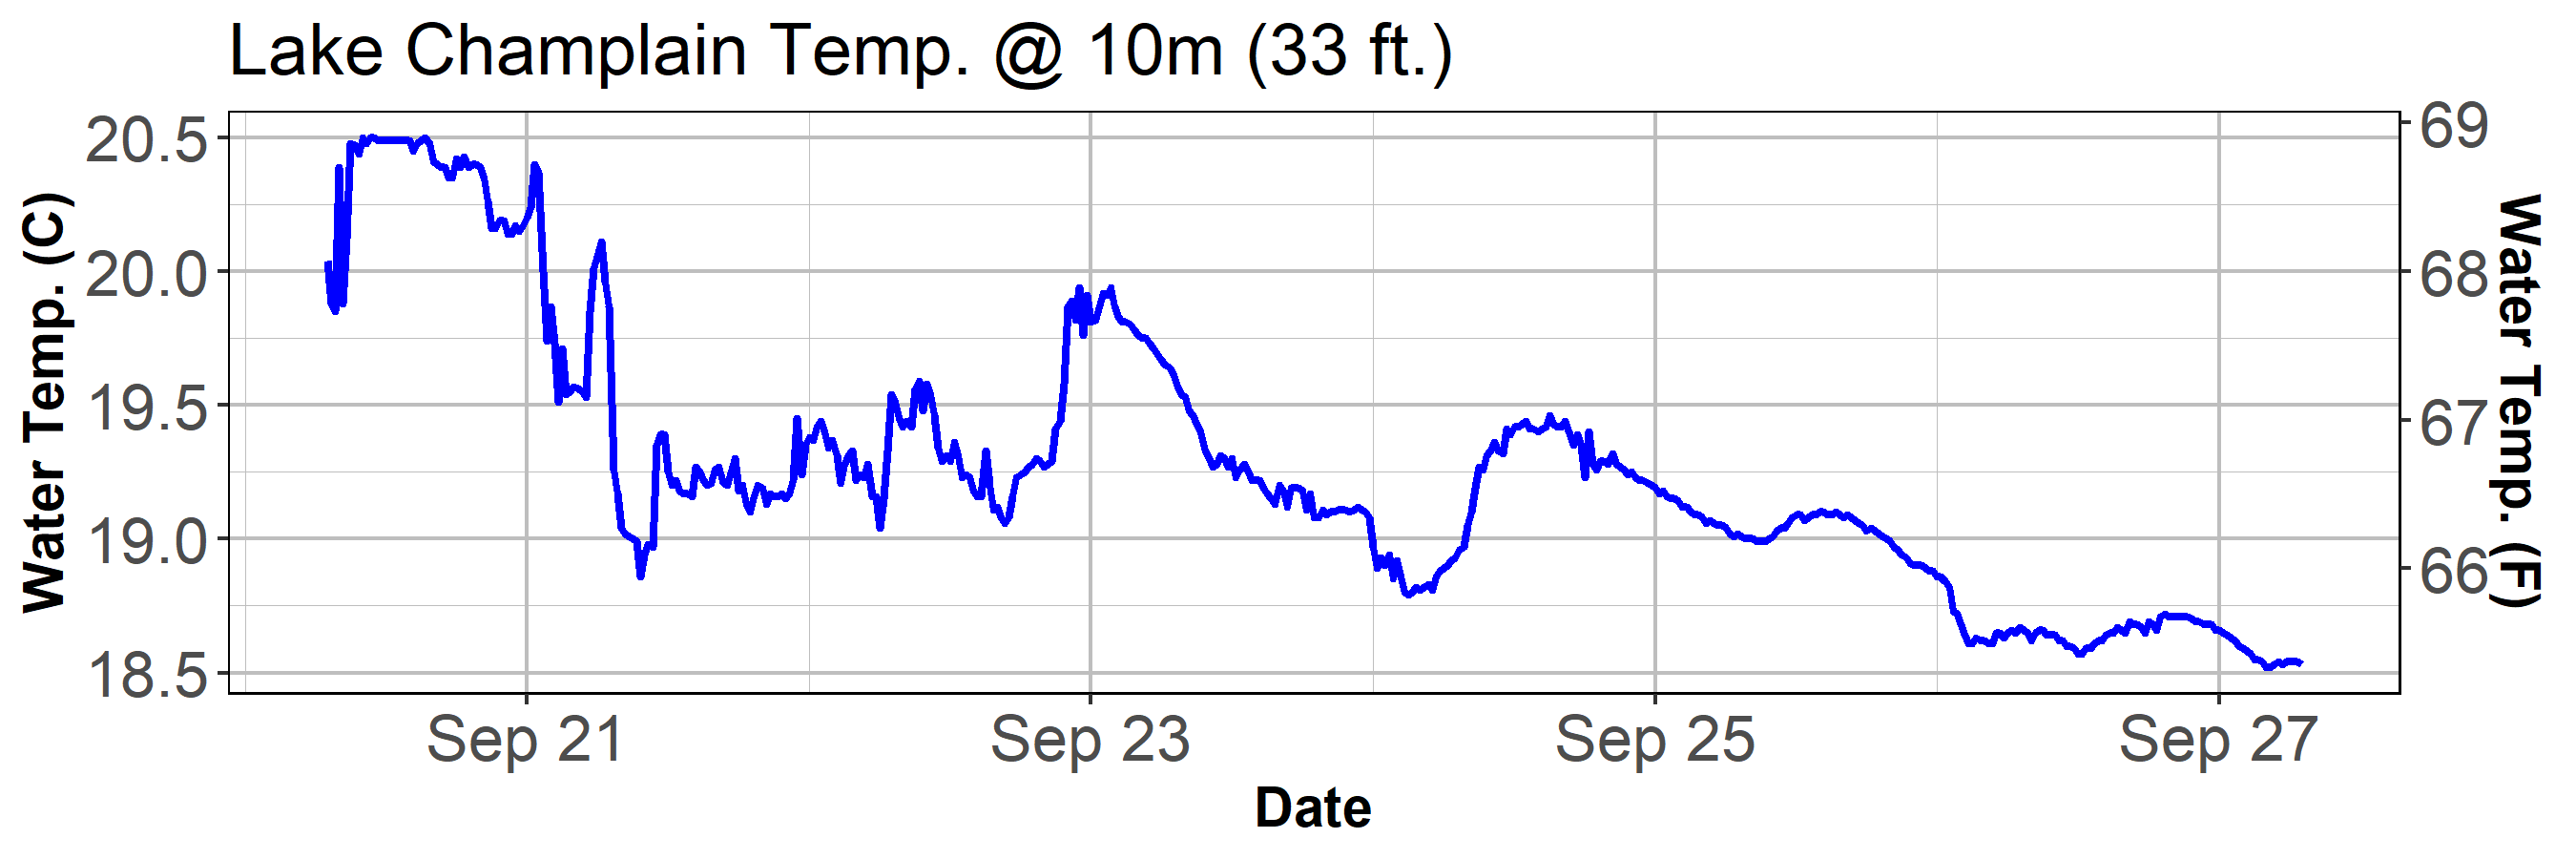 Lake Champlain Temp. @ 10m (33 ft.)
Water Temp. (C)
20.5
20.0
19.5
19.0
18.5
69
68
67
66
Water Temp. (F)
Sep 21
Sep 23
Sep 25
Sep 27
Date